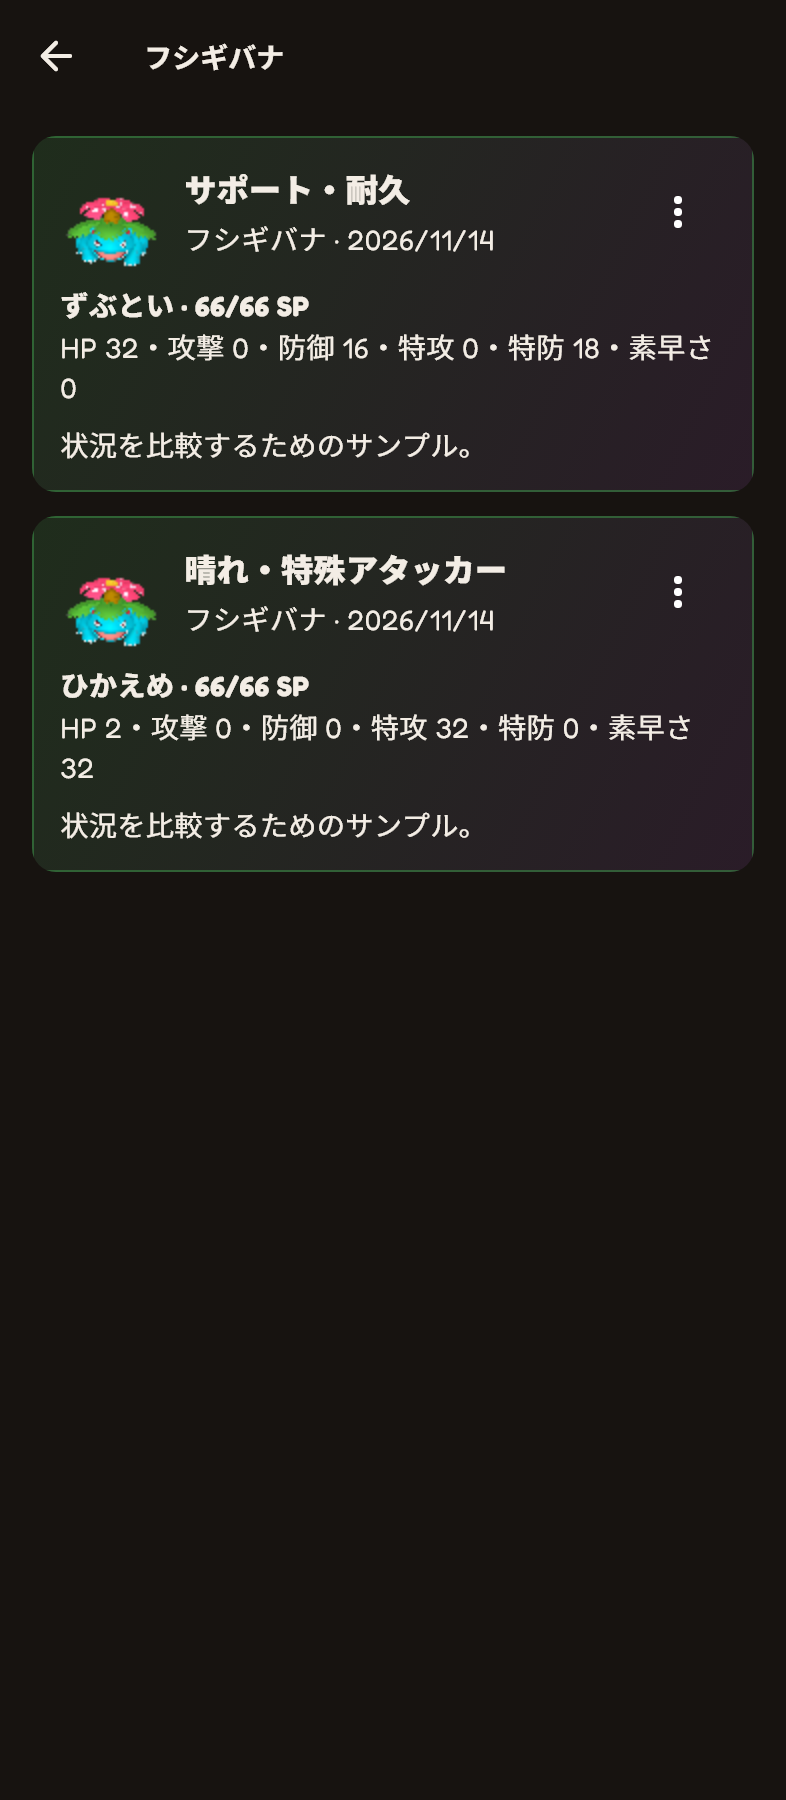 フシギバナ
サポート・耐久
フシギバナ · 2026/11/14
ずぶとい · 66/66 SP
HP 32・攻撃 0・防御 16・特攻 0・特防 18・素早さ
0
状況を比較するためのサンプル。
晴れ・特殊アタッカー
フシギバナ · 2026/11/14
ひかえめ · 66/66 SP
HP 2・攻撃 0・防御 0・特攻 32・特防 0・素早さ
32
状況を比較するためのサンプル。